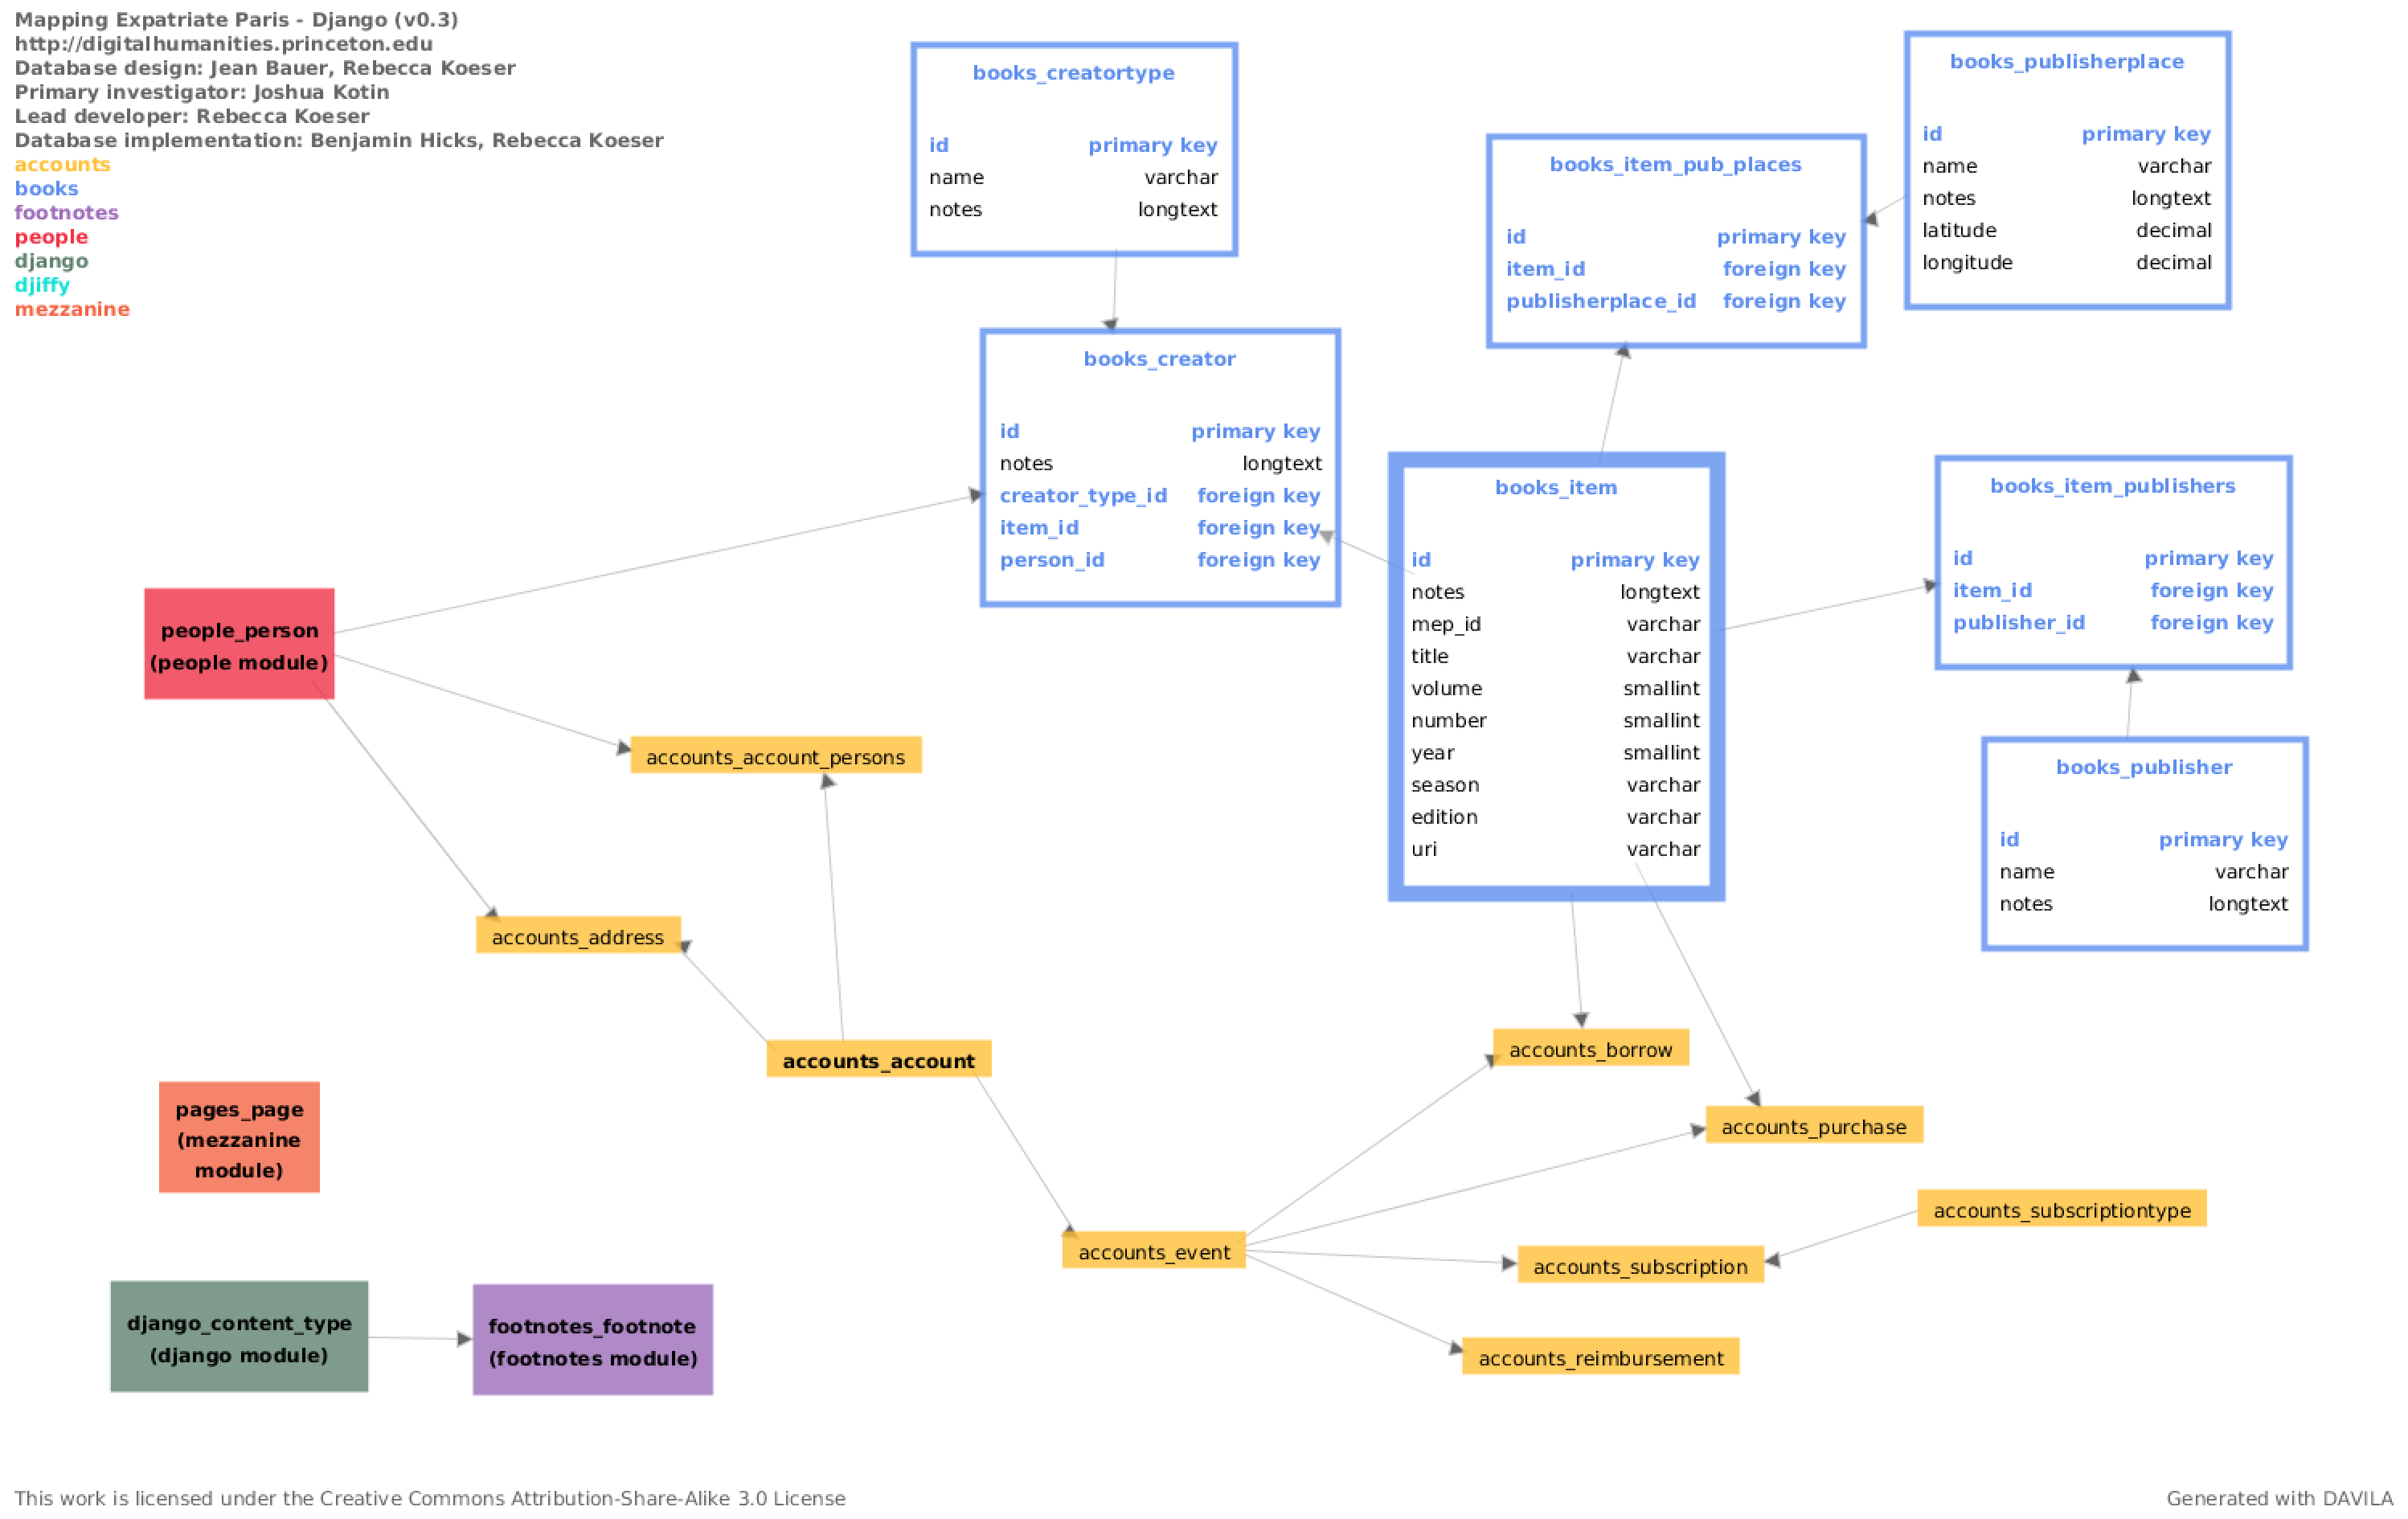 Mapping Expatriate Paris - Django (v0.3)
http://digitalhumanities.princeton.edu
Database design: Jean Bauer, Rebecca Koeser
Primary investigator: Joshua Kotin
Lead developer: Rebecca Koeser
Database implementation: Benjamin Hicks, Rebecca Koeser
accounts
books
footnotes
people
django
djiffy
mezzanine
books_creatortype
id primary key
name varchar
notes longtext
books_publisherplace
id primary key
name varchar
notes longtext
latitude decimal
longitude decimal
books_item_pub_places
id primary key
item_id foreign key
publisherplace_id foreign key
books_creator
id primary key
notes longtext
creator_type_id foreign key
item_id foreign key
person_id foreign key
books_item
id primary key
notes longtext
mep_id varchar
title varchar
volume smallint
number smallint
year smallint
season varchar
edition varchar
uri varchar
books_item_publishers
id primary key
item_id foreign key
publisher_id foreign key
books_publisher
id primary key
name varchar
notes longtext
people_person
(people module)
accounts_account_persons
accounts_address
accounts_account
accounts_borrow
accounts_purchase
pages_page
(mezzanine
module)
accounts_event
accounts_subscriptiontype
accounts_subscription
accounts_reimbursement
django_content_type
(django module)
footnotes_footnote
(footnotes module)
This work is licensed under the Creative Commons Attribution-Share-Alike 3.0 License
Generated with DAVILA